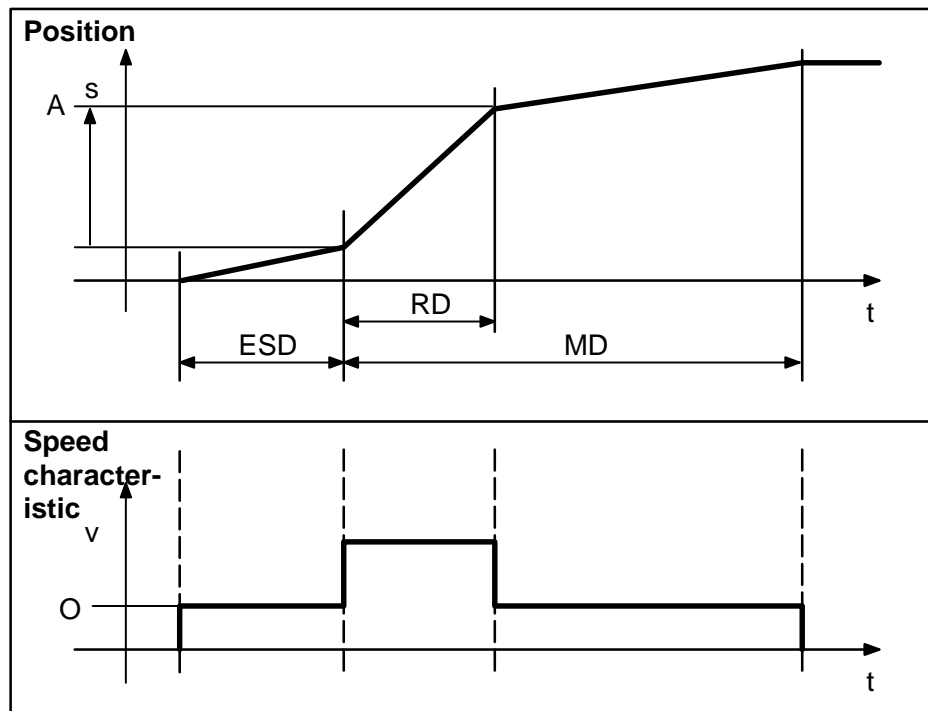 Position
s
A
RD
t
ESD
MD
Speed
character-
istic
v
O
t